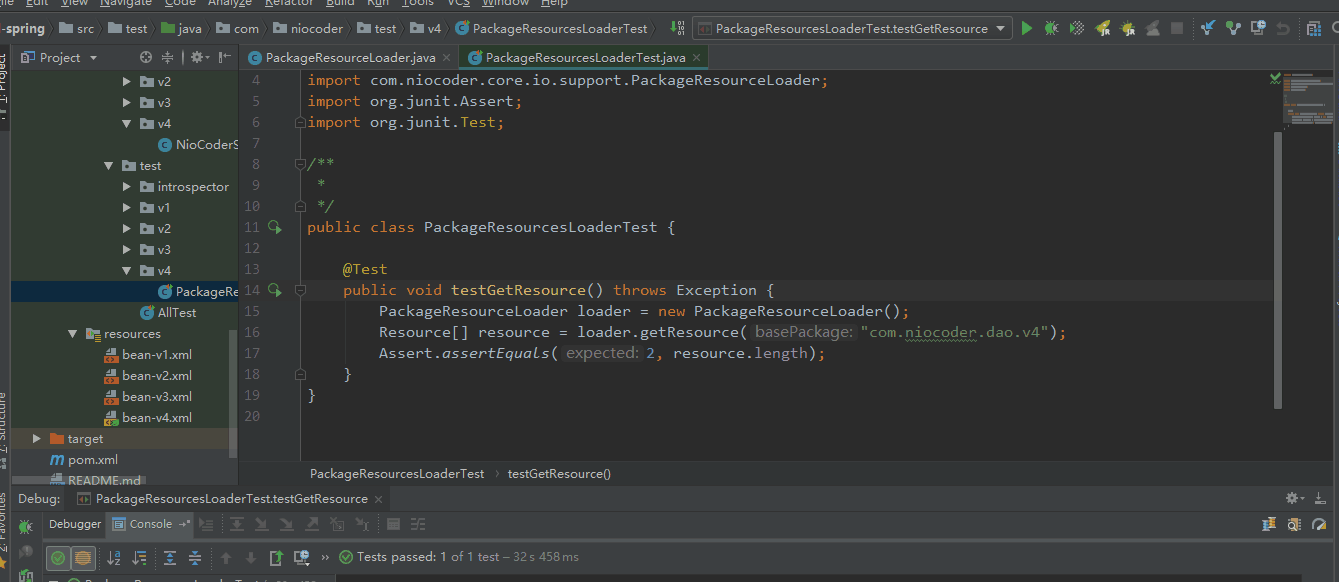 File Edit View Navigate Code Analyze Refactor Build Run Tools VCS Window Help
-spring src test java com niocoder test v4 PackageResourcesLoaderTest PackageResourcesLoaderTest.testGetResource
Project PackageResourceLoader.java PackageResourcesLoaderTest.java
1: Project
v2
v3
v4
NioCoderS
test
introspector
v1
v2
v3
v4
PackageRe
AllTest
resources
bean-v1.xml
bean-v2.xml
bean-v3.xml
bean-v4.xml
target
pom.xml
README.md
4 import com.niocoder.core.io.support.PackageResourceLoader;
5 import org.junit.Assert;
6 import org.junit.Test;
7
8 /**
9 *
10 */
11 public class PackageResourcesLoaderTest {
12
13 @Test
14 public void testGetResource() throws Exception {
15 PackageResourceLoader loader = new PackageResourceLoader();
16 Resource[] resource = loader.getResource( basePackage: "com.niocoder.dao.v4");
17 Assert.assertEquals( expected: 2, resource.length);
18 }
19 }
20
PackageResourcesLoaderTest › testGetResource()
7: Structure
2: Favorites
Debug: PackageResourcesLoaderTest.testGetResource
Debugger Console
» Tests passed: 1 of 1 test – 32 s 458 ms